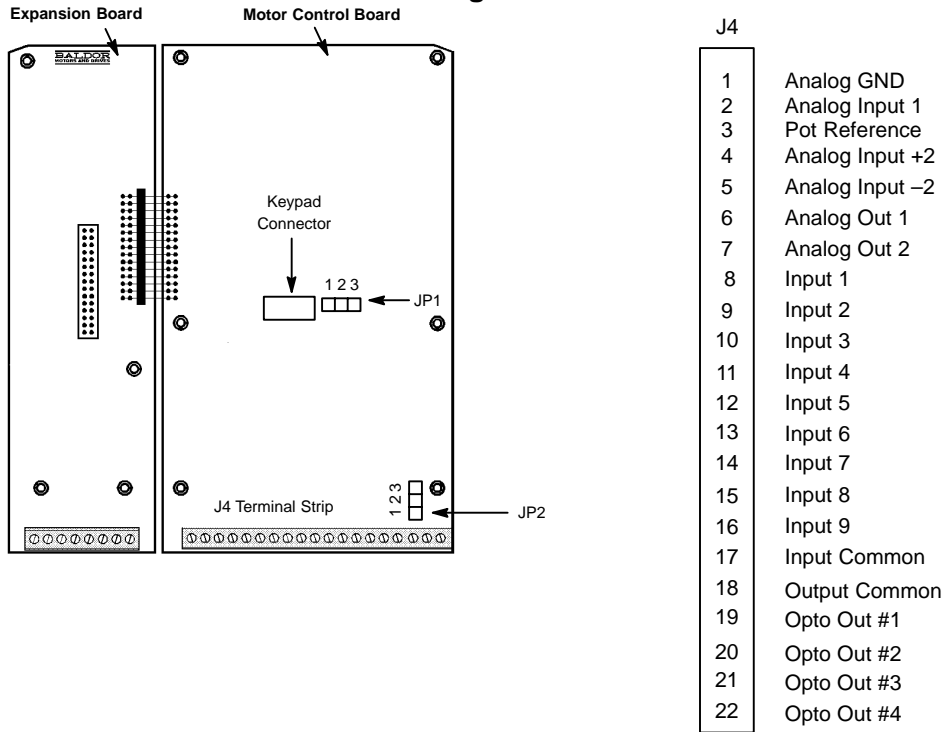 Expansion Board
Motor Control Board
BALDOR
MOTORS AND DRIVES
Keypad
Connector
1 2 3
JP1
J4 Terminal Strip
1 2 3
JP2
J4
1 Analog GND
2 Analog Input 1
3 Pot Reference
4 Analog Input +2
5 Analog Input –2
6 Analog Out 1
7 Analog Out 2
8 Input 1
9 Input 2
10 Input 3
11 Input 4
12 Input 5
13 Input 6
14 Input 7
15 Input 8
16 Input 9
17 Input Common
18 Output Common
19 Opto Out #1
20 Opto Out #2
21 Opto Out #3
22 Opto Out #4